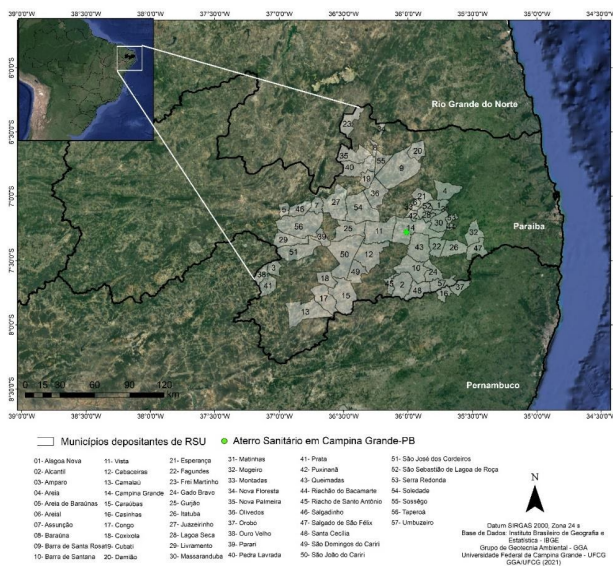 39°0'0"W 38°30'0"W 38°0'0"W 37°30'0"W 37°0'0"W 36°30'0"W 36°0'0"W 35°30'0"W 35°0'0"W 34°30'0"W
Rio Grande do Norte
Paraiba
Pernambuco
0 15 30 60 90 120
km
Municípios depositantes de RSU
Aterro Sanitário em Campina Grande-PB
01- Alagoa Nova 11- Vista 21- Esperança 31- Matinhas 41- Prata 51- São José dos Cordeiros
02- Alcantil 12- Cabaceiras 22- Fagundes 32- Mogeiro 42- Puxinanã 52- São Sebastião de Lagoa de Roça
03- Amparo 13- Camalaú 23- Frei Martinho 33- Montadas 43- Queimadas 53- Serra Redonda
04- Areia 14- Campina Grande 24- Gado Bravo 34- Nova Floresta 44- Riachão do Bacamarte 54- Soledade
05- Areia de Baraúnas 15- Caraúbas 25- Gurjão 35- Nova Palmeira 45- Riacho de Santo Antônio 55- Sossêgo
06- Areial 16- Casinhas 26- Itatuba 36- Olivedos 46- Salgadinho 56- Taperoá
07- Assunção 17- Congo 27- Juazeirinho 37- Orobó 47- Salgado de São Félix 57- Umbuzeiro
08- Baraúna 18- Coxixola 28- Lagoa Seca 38- Ouro Velho 48- Santa Cecília
09- Barra de Santa Rosa 19- Cubati 29- Livramento 39- Parari 49- São Domingos do Cariri
10- Barra de Santana 20- Damião 30- Massaranduba 40- Pedra Lavrada 50- São João do Cariri
N
Datum SIRGAS 2000, Zona 24 s
Base de Dados: Instituto Brasileiro de Geografia e
Estatística - IBGE
Grupo de Geotecnia Ambiental - GGA
Universidade Federal de Campina Grande - UFCG
GGA/UFCG (2021)